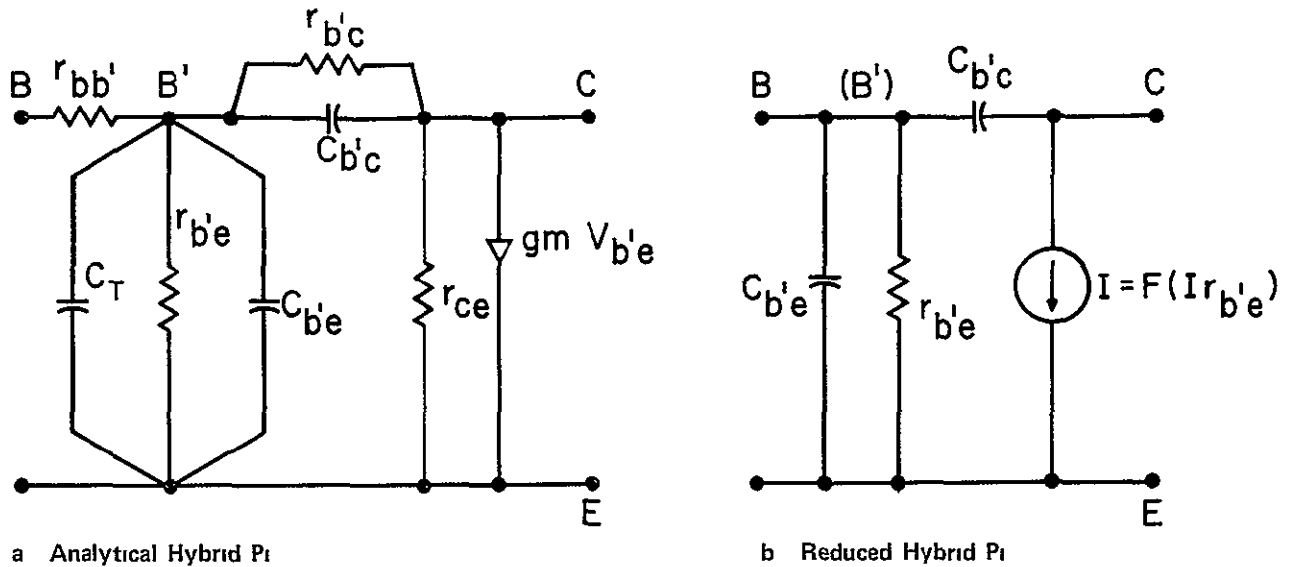 B
r_bb'
B'
r_b'c
C_b'c
C
C_T
r_b'e
C_b'e
r_ce
gm V_b'e
E
a Analytical Hybrid Pi
B
(B')
C_b'c
C
C_b'e
r_b'e
I = F(Ir_b'e)
E
b Reduced Hybrid Pi